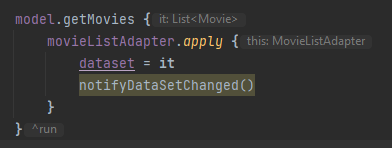 model.getMovies { it: List<Movie>
movieListAdapter.apply { this: MovieListAdapter
dataset = it
notifyDataSetChanged()
}
} ^run